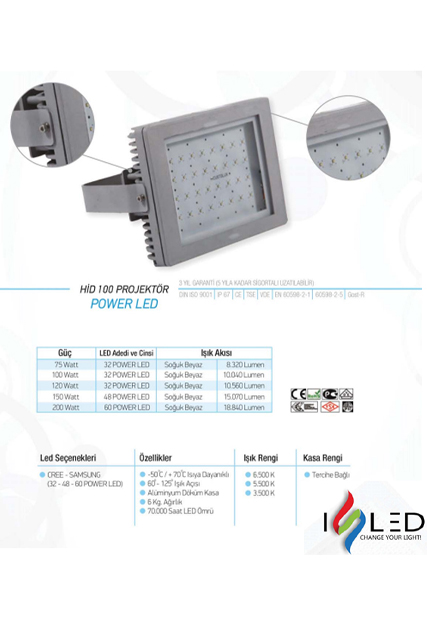 HİD 100 PROJEKTÖR
POWER LED
3 YIL GARANTİ (5 YILA KADAR SİGORTALI UZATILABİLİR)
DIN ISO 9001 | IP 67 | CE | TSE | VDE | EN 60598-2-1 | 60598-2-5 | Gost-R
Güç LED Adedi ve Cinsi Işık Akısı
75 Watt 32 POWER LED Soğuk Beyaz 8.320 Lumen
100 Watt 32 POWER LED Soğuk Beyaz 10.040 Lumen
120 Watt 32 POWER LED Soğuk Beyaz 10.560 Lumen
150 Watt 48 POWER LED Soğuk Beyaz 15.070 Lumen
200 Watt 60 POWER LED Soğuk Beyaz 18.840 Lumen
CE
Led Seçenekleri Özellikler Işık Rengi Kasa Rengi
CREE - SAMSUNG
(32 - 48 - 60 POWER LED)
-50°C / + 70°C Isıya Dayanıklı
60° - 125° Işık Açısı
Alüminyum Döküm Kasa
6 Kg. Ağırlık
70.000 Saat LED Ömrü
6.500 K
5.500 K
3.500 K
Tercihe Bağlı
LED
CHANGE YOUR LIGHT!